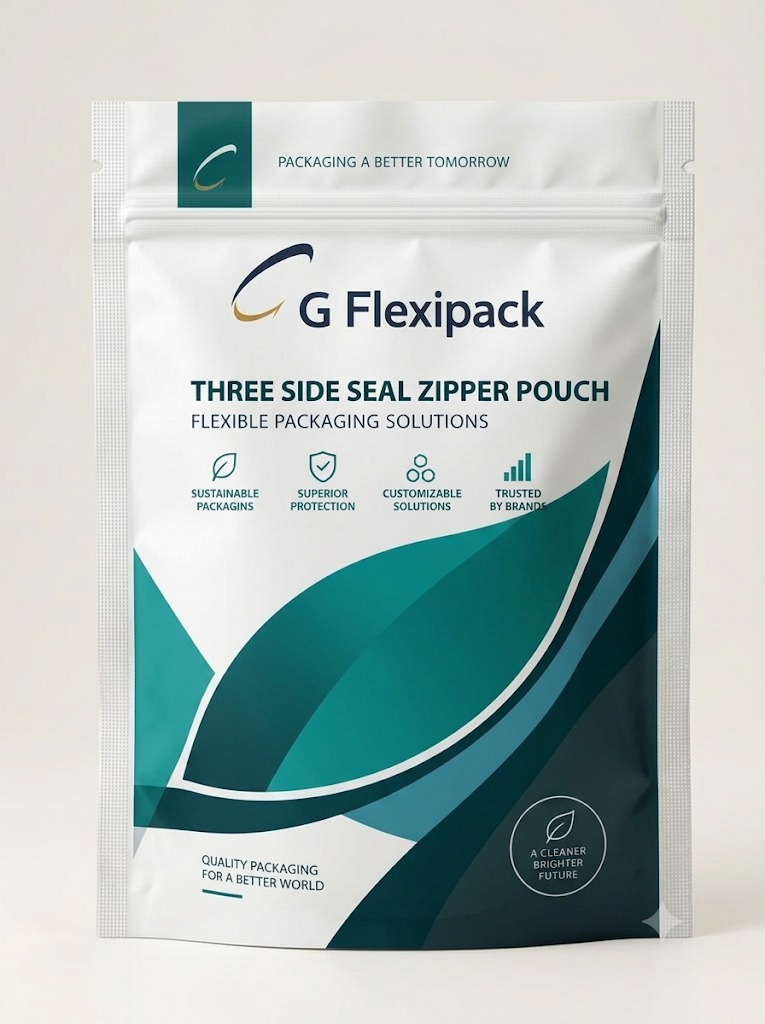 PACKAGING A BETTER TOMORROW
G Flexipack
THREE SIDE SEAL ZIPPER POUCH
FLEXIBLE PACKAGING SOLUTIONS
SUSTAINABLE
PACKAGINS
SUPERIOR
PROTECTION
CUSTOMIZABLE
SOLUTIONS
TRUSTED
BY BRANDS
QUALITY PACKAGING
FOR A BETTER WORLD
A CLEANER
BRIGHTER
FUTURE